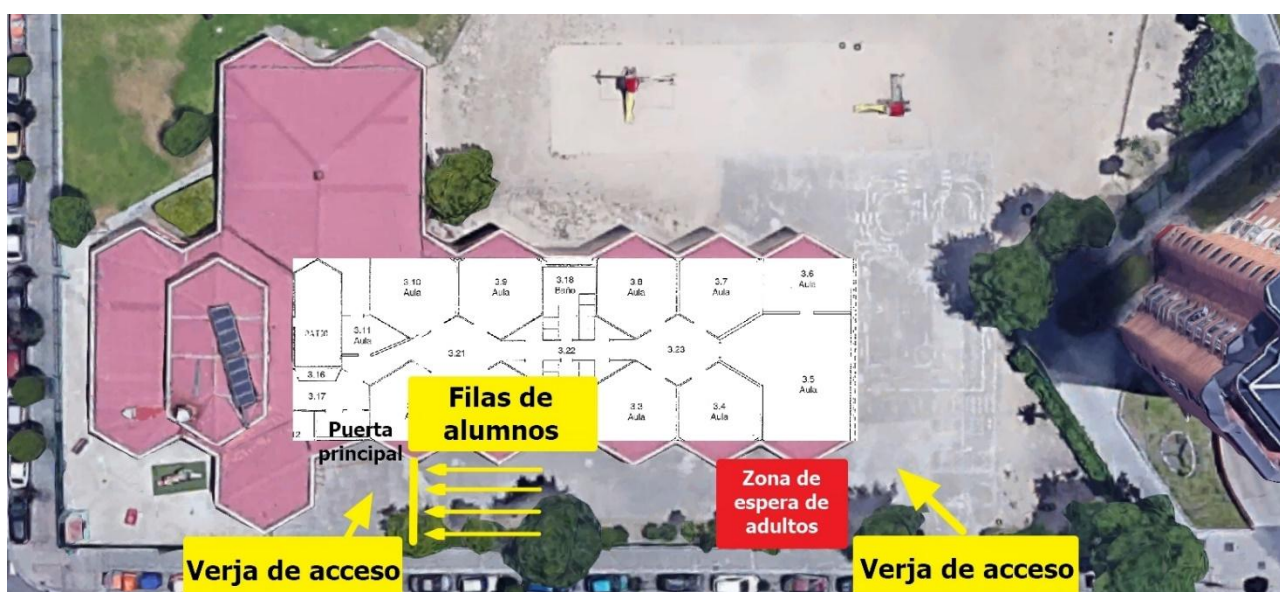 3.10
Aula
3.9
Aula
3.18
Baño
3.8
Aula
3.7
Aula
3.6
Aula
PATIO
3.11
Aula
3.21
3.22
3.23
3.16
3.17
3.5
Aula
3.3
Aula
3.4
Aula
Filas de
alumnos
Puerta
principal
Zona de
espera de
adultos
Verja de acceso
Verja de acceso